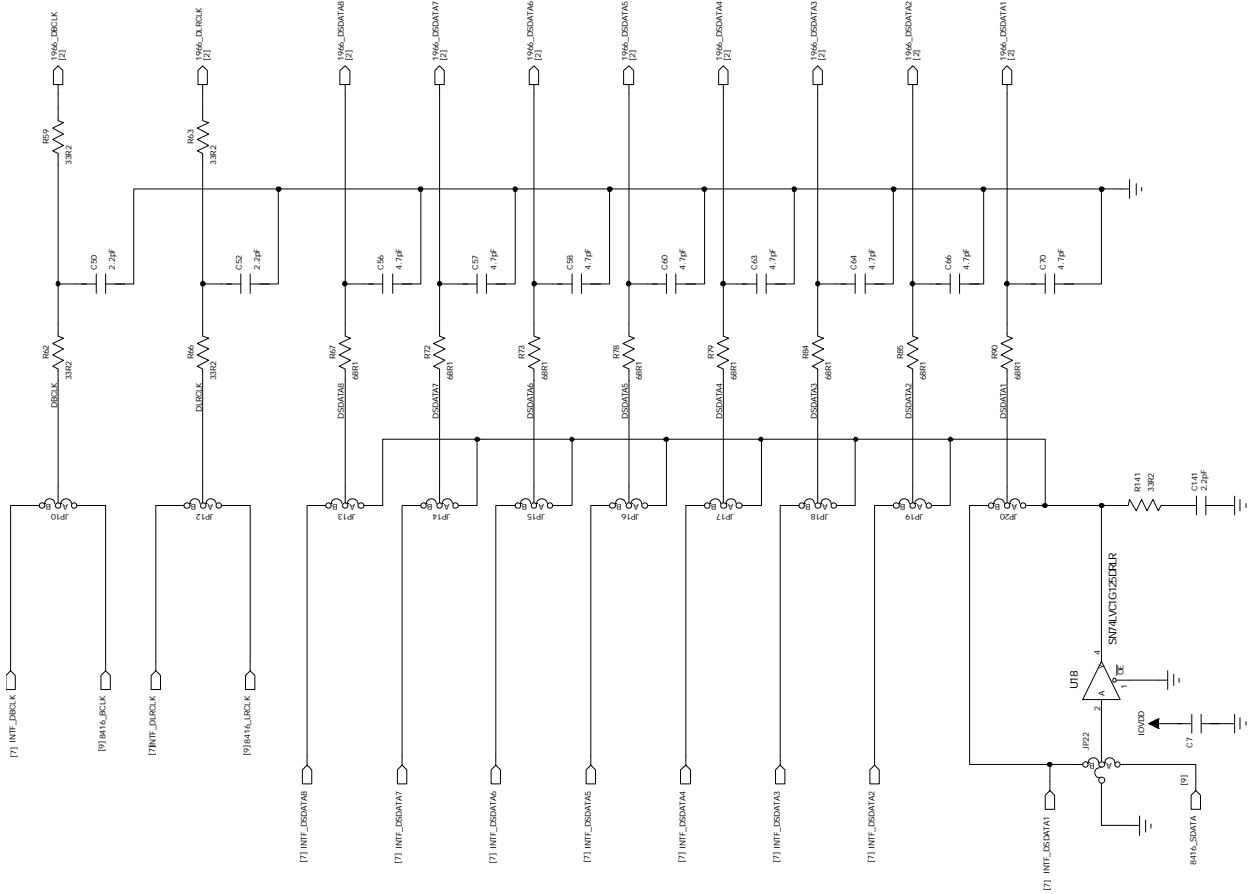 1966_DBCLK
[2]
1966_DLRCLK
[2]
1966_DSDATA8
[2]
1966_DSDATA7
[2]
1966_DSDATA6
[2]
1966_DSDATA5
[2]
1966_DSDATA4
[2]
1966_DSDATA3
[2]
1966_DSDATA2
[2]
1966_DSDATA1
[2]
R59
33R2
R63
33R2
C50
2.2pF
C52
2.2pF
C56
4.7pF
C57
4.7pF
C58
4.7pF
C60
4.7pF
C63
4.7pF
C64
4.7pF
C66
4.7pF
C70
4.7pF
R62
33R2
R66
33R2
R67
68R1
R72
68R1
R73
68R1
R78
68R1
R79
68R1
R84
68R1
R85
68R1
R90
68R1
DBCLK
DLRCLK
DSDATA8
DSDATA7
DSDATA6
DSDATA5
DSDATA4
DSDATA3
DSDATA2
DSDATA1
B A
JP10
B A
JP12
B A
JP13
B A
JP14
B A
JP15
B A
JP16
B A
JP17
B A
JP18
B A
JP19
B A
JP20
R141
33R2
C141
2.2pF
SN74LVC1G125DRLR
U18
A
Y
2
4
1
OE
IOVDD
C7
JP22
B A
[7] INTF_DBCLK
[9] 8416_BCLK
[7] INTF_DLRCLK
[9] 8416_LRCLK
[7] INTF_DSDATA8
[7] INTF_DSDATA7
[7] INTF_DSDATA6
[7] INTF_DSDATA5
[7] INTF_DSDATA4
[7] INTF_DSDATA3
[7] INTF_DSDATA2
[7] INTF_DSDATA1
8416_SDATA
[9]